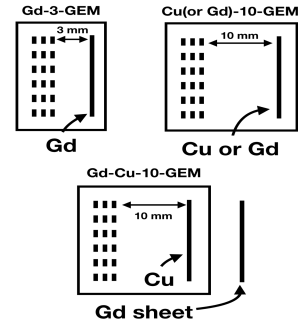 Gd-3-GEM
3 mm
Gd
Cu(or Gd)-10-GEM
10 mm
Cu or Gd
Gd-Cu-10-GEM
10 mm
Cu
Gd sheet